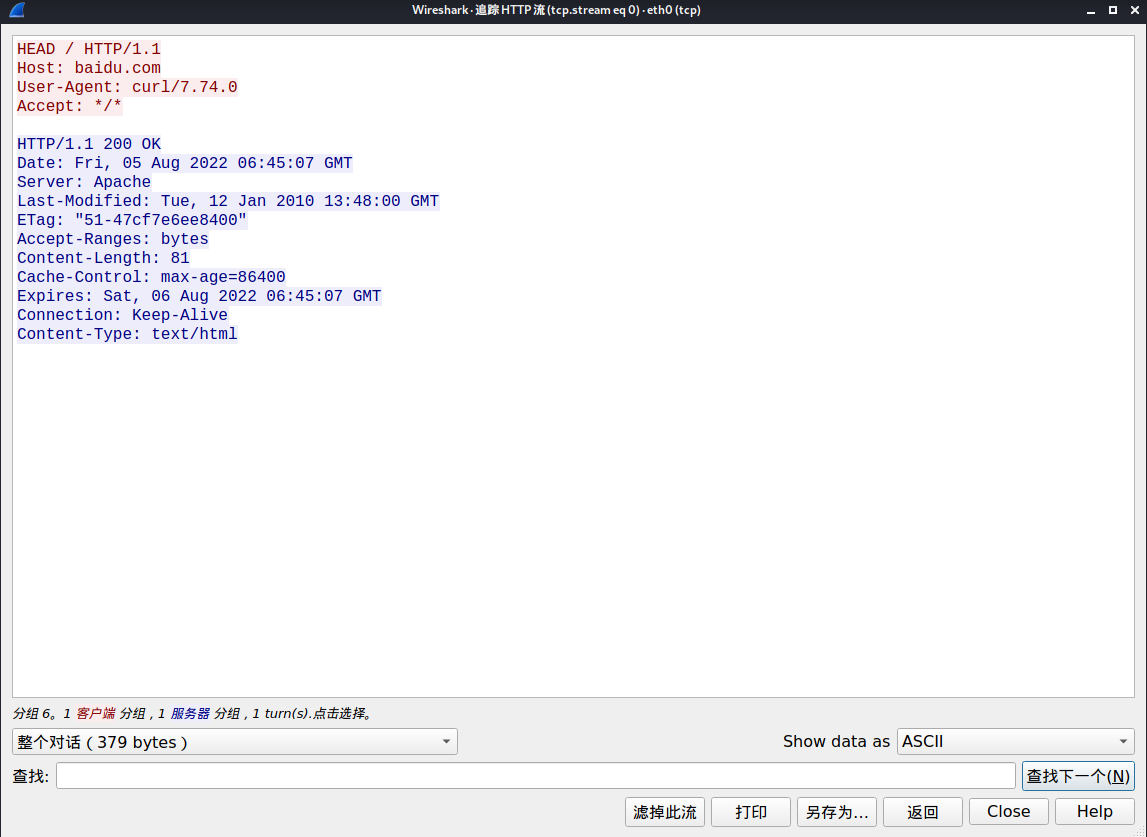 Wireshark · 追踪 HTTP 流 (tcp.stream eq 0) · eth0 (tcp)
HEAD / HTTP/1.1
Host: baidu.com
User-Agent: curl/7.74.0
Accept: */*
HTTP/1.1 200 OK
Date: Fri, 05 Aug 2022 06:45:07 GMT
Server: Apache
Last-Modified: Tue, 12 Jan 2010 13:48:00 GMT
ETag: "51-47cf7e6ee8400"
Accept-Ranges: bytes
Content-Length: 81
Cache-Control: max-age=86400
Expires: Sat, 06 Aug 2022 06:45:07 GMT
Connection: Keep-Alive
Content-Type: text/html
分组 6。1 客户端 分组 , 1 服务器 分组 , 1 turn(s).点击选择。
整个对话 ( 379 bytes ) Show data as ASCII
查找: 查找下一个(N)
滤掉此流 打印 另存为… 返回 Close Help